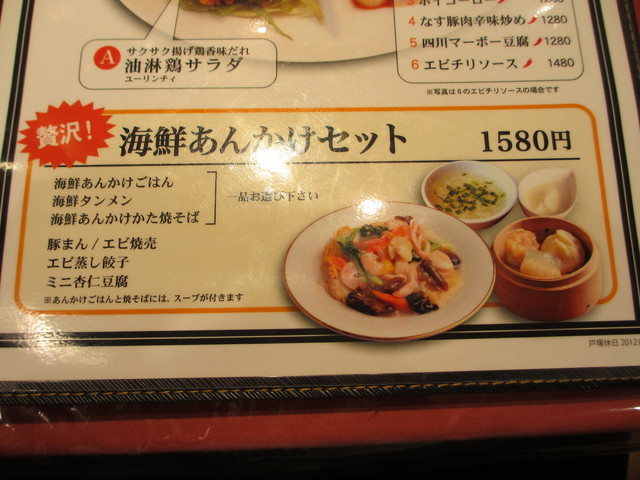 3 ホイコーロー 1280
4 なす豚肉辛味炒め 1280
5 四川マーボー豆腐 1280
6 エビチリソース 1480
※写真は6のエビチリソースの場合です
A
サクサク揚げ鶏香味だれ
油淋鶏サラダ
ユーリンチィ
贅沢!
海鮮あんかけセット 1580円
海鮮あんかけごはん
海鮮タンメン
海鮮あんかけかた焼そば
一品お選び下さい
豚まん/エビ焼売
エビ蒸し餃子
ミニ杏仁豆腐
※あんかけごはんと焼そばには、スープが付きます
戸塚休日 2012